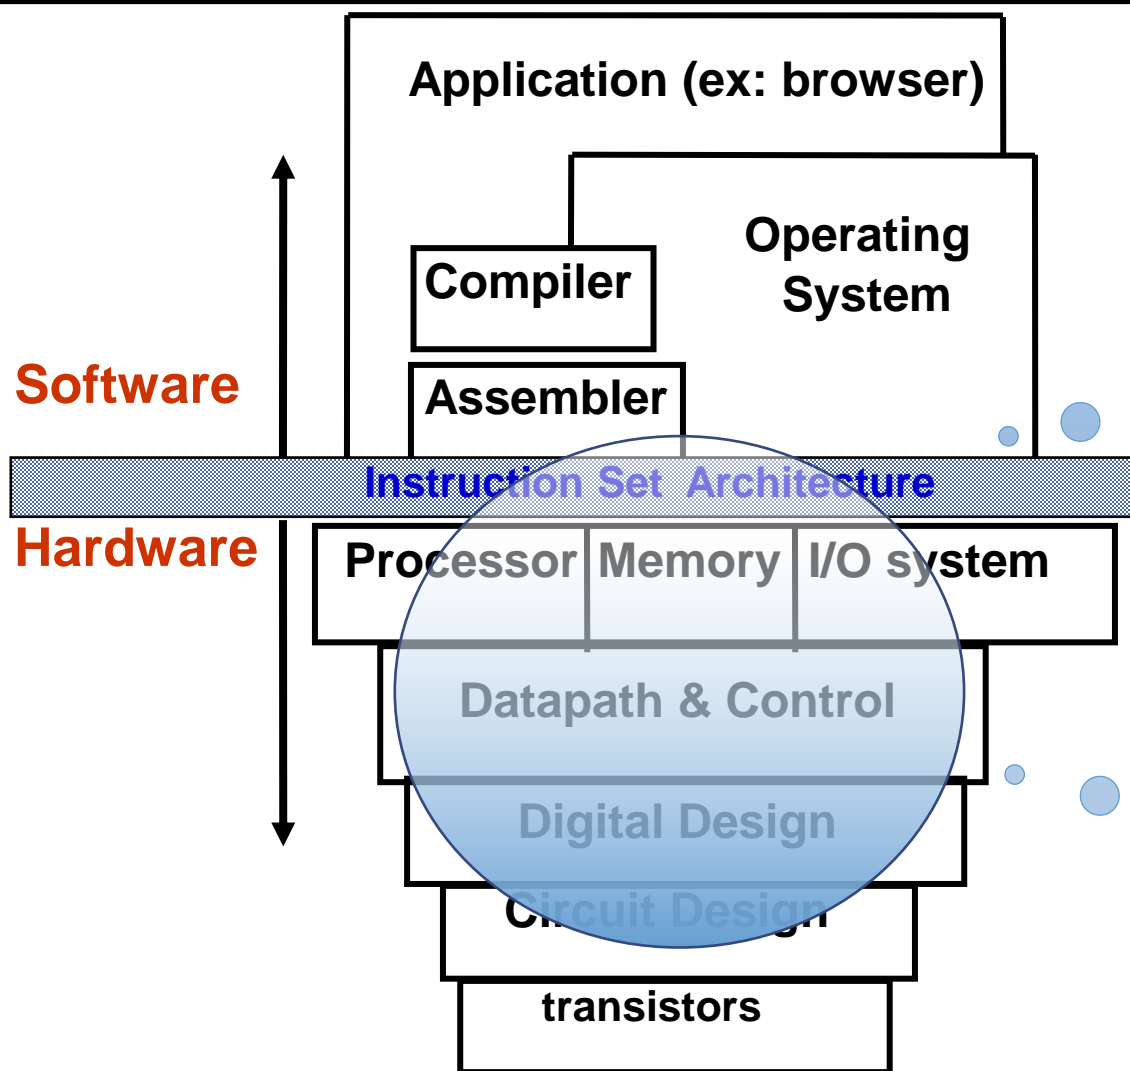 Application (ex: browser)
Operating
System
Compiler
Assembler
Software
Instruction Set Architecture
Hardware
Processor Memory I/O system
Datapath & Control
Digital Design
Circuit Design
transistors